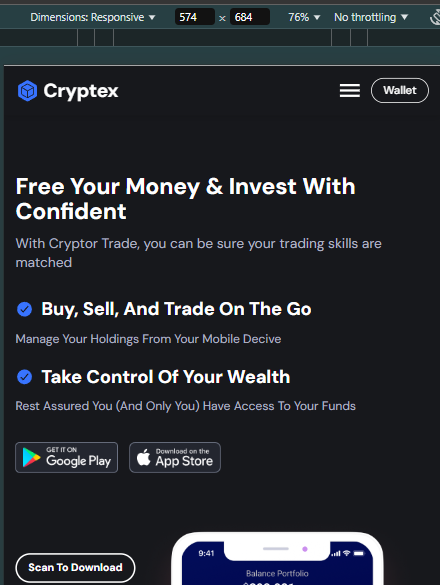 Dimensions: Responsive 574 x 684 76% No throttling
Cryptex Wallet
Free Your Money & Invest With
Confident
With Cryptor Trade, you can be sure your trading skills are
matched
Buy, Sell, And Trade On The Go
Manage Your Holdings From Your Mobile Decive
Take Control Of Your Wealth
Rest Assured You (And Only You) Have Access To Your Funds
GET IT ON
Google Play
Download on the
App Store
9:41
Balance Portfolio
Scan To Download